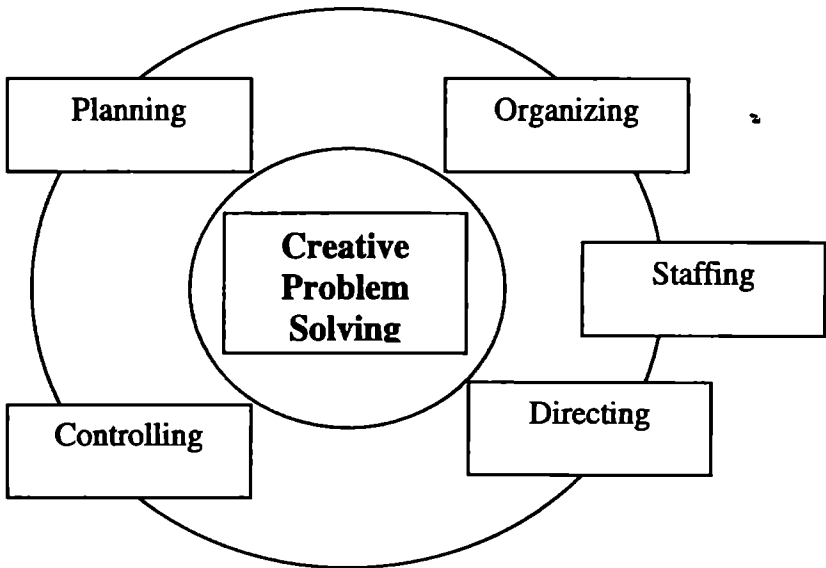 Planning
Organizing
Creative
Problem
Solving
Staffing
Controlling
Directing